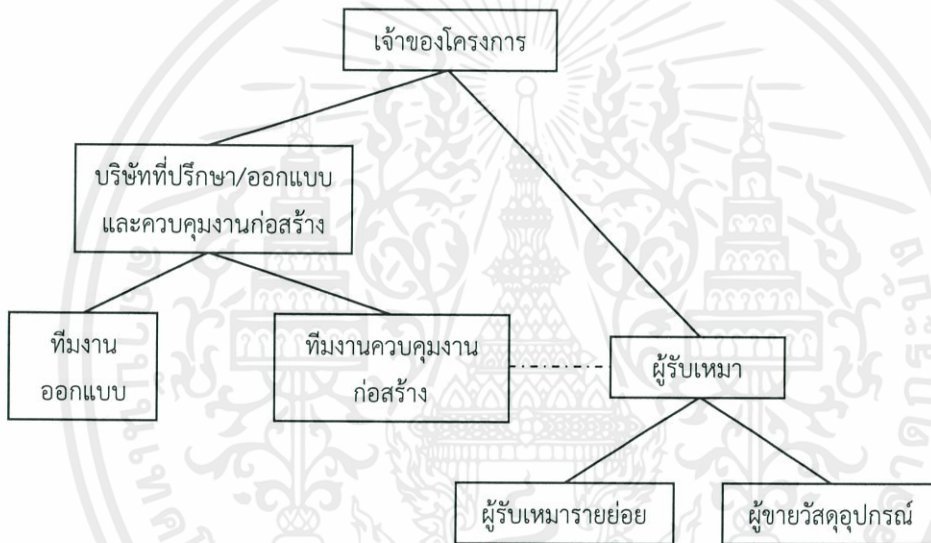 เจ้าของโครงการ
บริษัทที่ปรึกษา/ออกแบบ
และควบคุมงานก่อสร้าง
ทีมงาน
ออกแบบ
ทีมงานควบคุมงาน
ก่อสร้าง
ผู้รับเหมา
ผู้รับเหมารายย่อย
ผู้ขายวัสดุอุปกรณ์